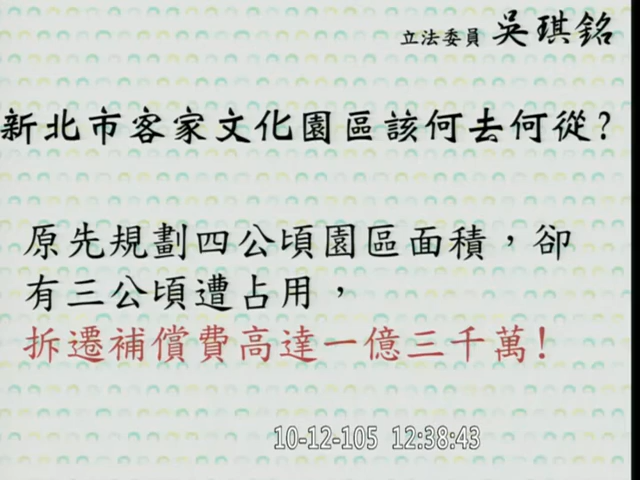 立法委員 吳琪銘
新北市客家文化園區該何去何從?
原先規劃四公頃園區面積，卻
有三公頃遭占用，
拆遷補償費高達一億三千萬!
10-12-105 12:38:43